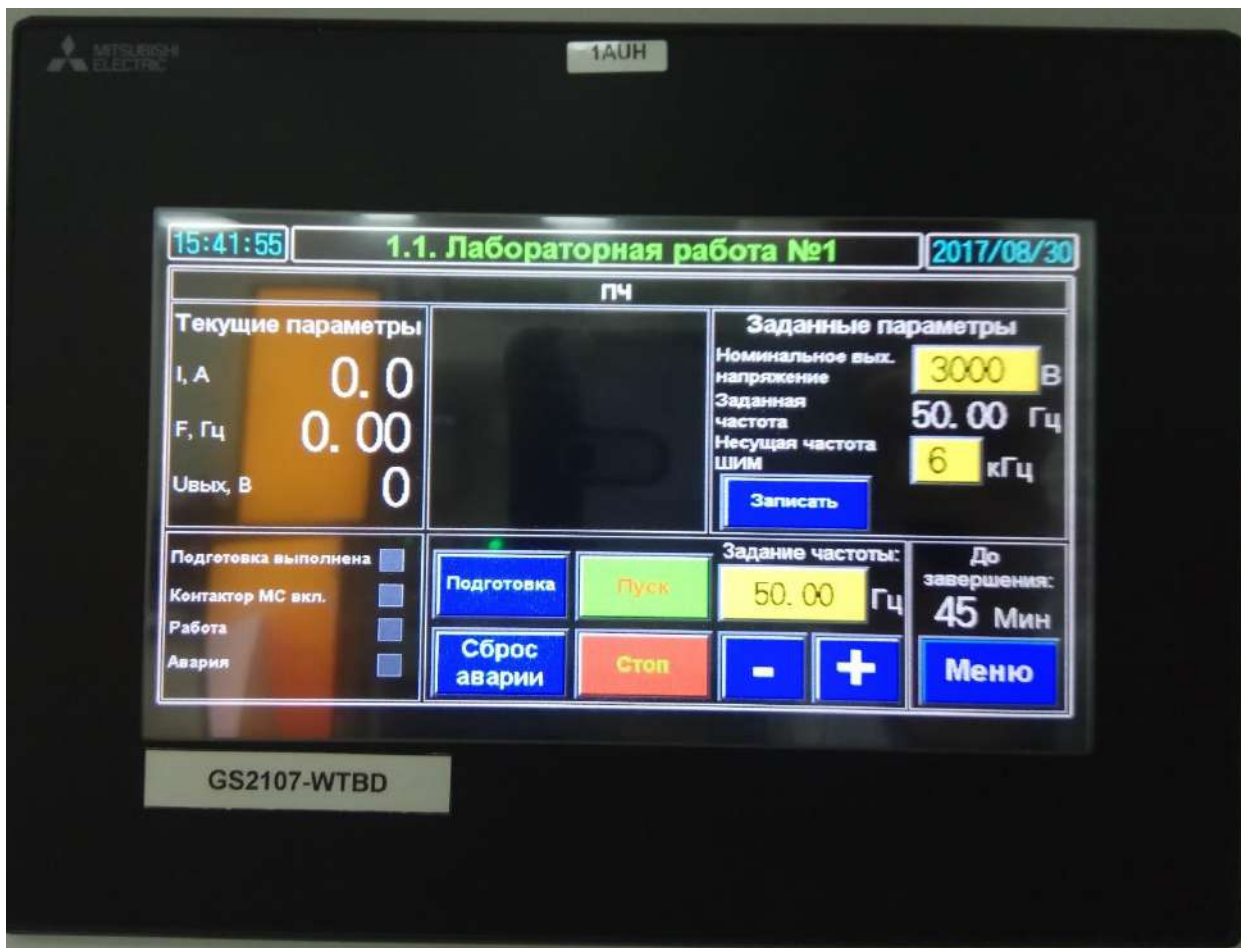 MITSUBISHI
ELECTRIC
1AUH
15:41:55
1.1. Лабораторная работа №1
2017/08/30
ПЧ
Текущие параметры
I, А
0.0
F, Гц
0.00
Uвых, В
0
Заданные параметры
Номинальное вых.
напряжение
3000 В
Заданная
частота
50.00 Гц
Несущая частота
ШИМ
6 кГц
Записать
Подготовка выполнена
Контактор МС вкл.
Работа
Авария
Подготовка
Пуск
Сброс
аварии
Стоп
Задание частоты:
50.00 Гц
-
+
До
завершения:
45 Мин
Меню
GS2107-WTBD